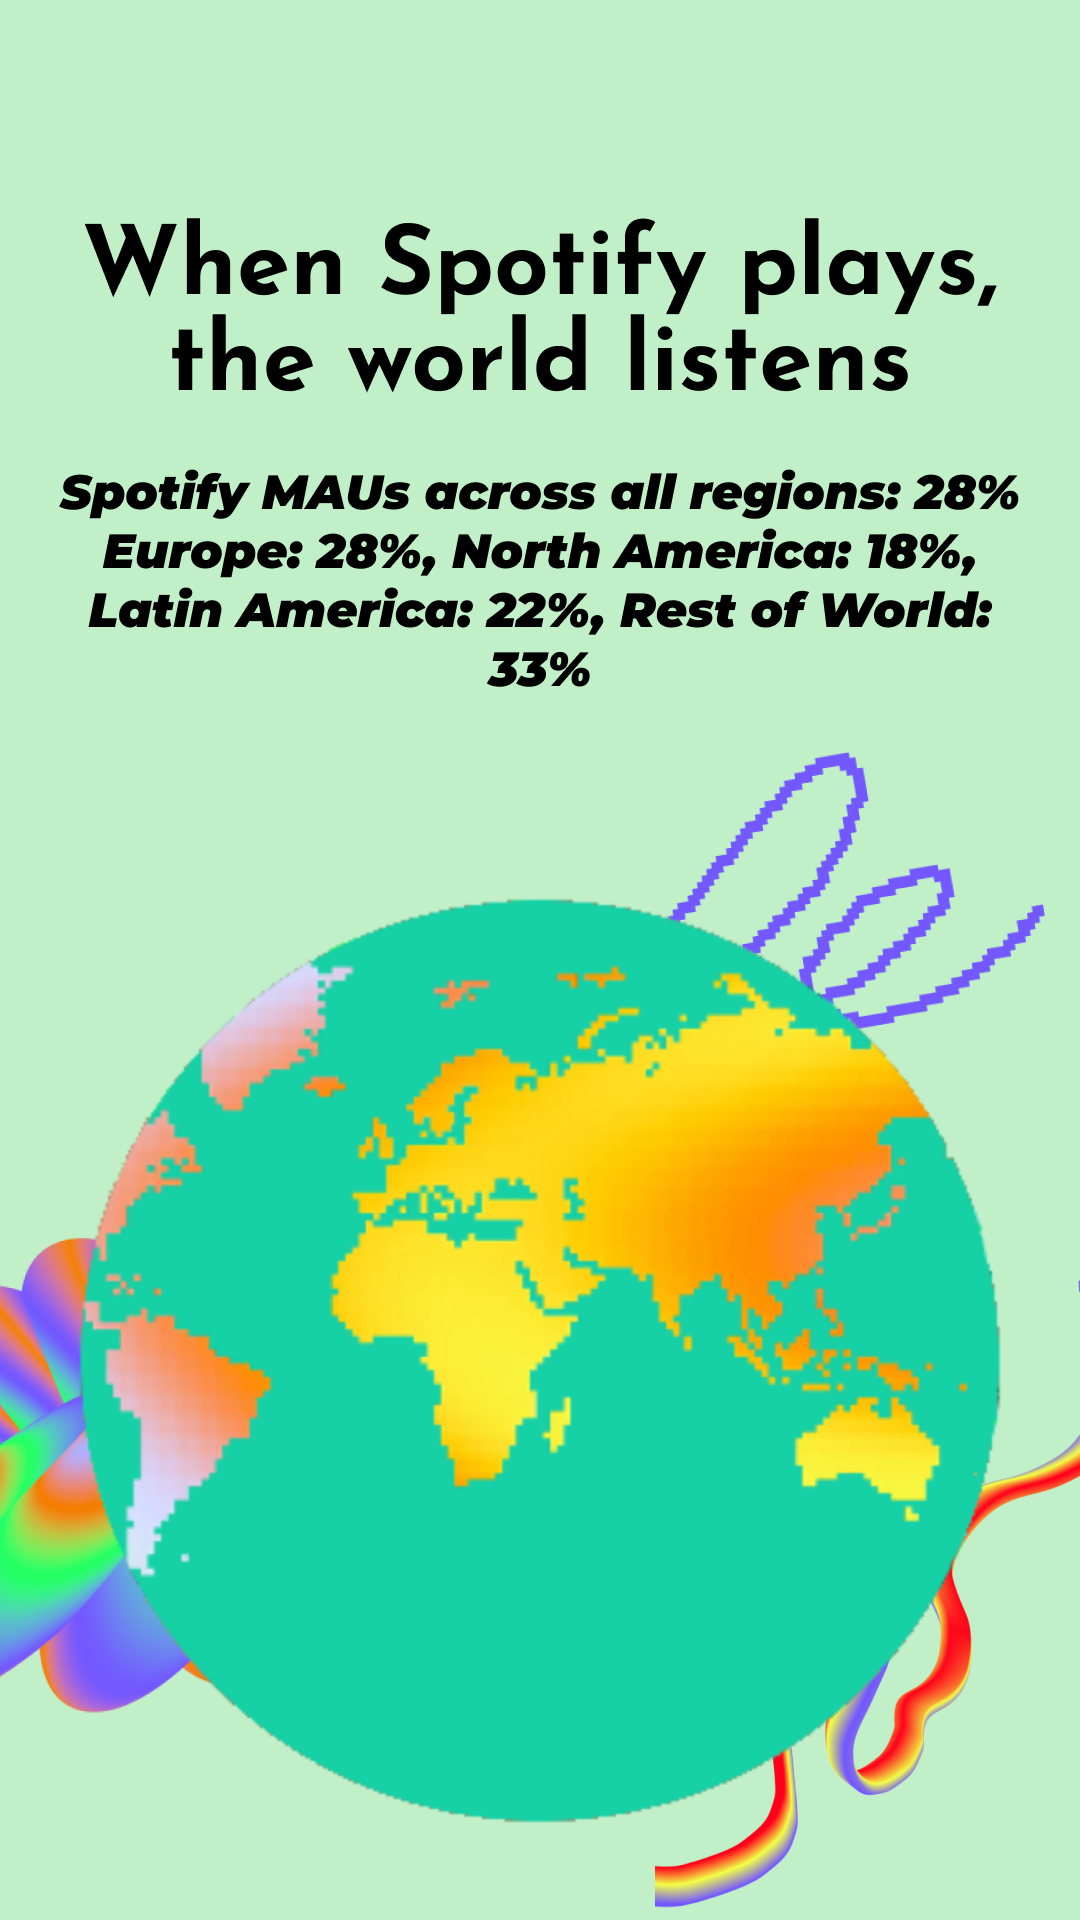 When Spotify plays,
the world listens
Spotify MAUs across all regions: 28%
Europe: 28%, North America: 18%,
Latin America: 22%, Rest of World:
33%